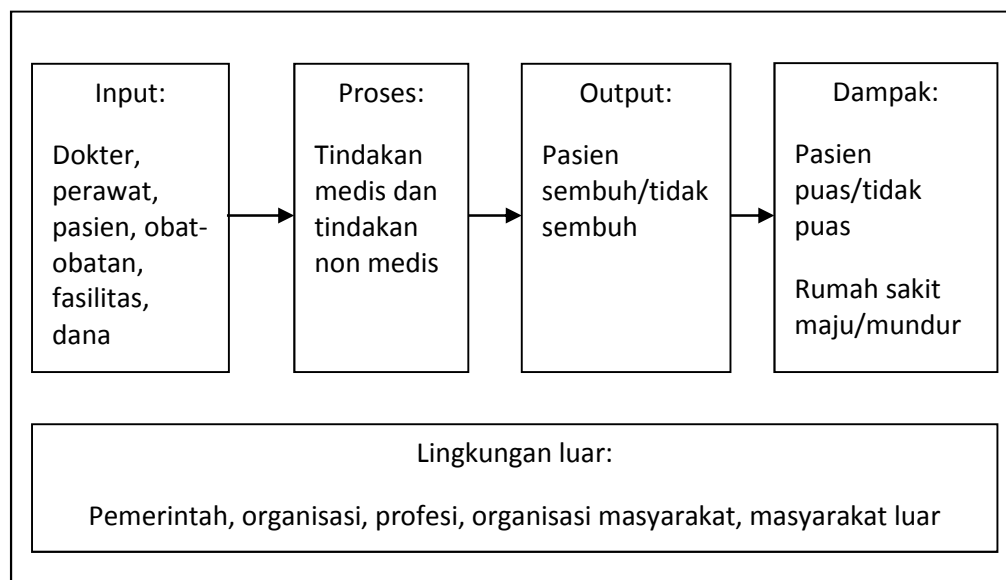 Input:
Dokter,
perawat,
pasien, obat-
obatan,
fasilitas,
dana
Proses:
Tindakan
medis dan
tindakan
non medis
Output:
Pasien
sembuh/tidak
sembuh
Dampak:
Pasien
puas/tidak
puas
Rumah sakit
maju/mundur
Lingkungan luar:
Pemerintah, organisasi, profesi, organisasi masyarakat, masyarakat luar